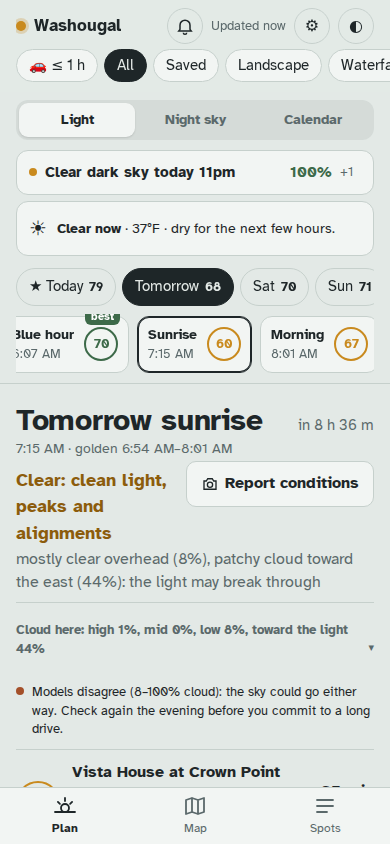 Washougal
Updated now
🚗 ≤ 1 h
All
Saved
Landscape
Light
Night sky
Calendar
Clear dark sky today 11pm
100% +1
Clear now · 37°F · dry for the next few hours.
★ Today 79
Tomorrow 68
Sat 70
Sun 71
best
Blue hour
6:07 AM
70
Sunrise
7:15 AM
60
Morning
8:01 AM
67
Tomorrow sunrise
in 8 h 36 m
7:15 AM · golden 6:54 AM–8:01 AM
Clear: clean light,
peaks and
alignments
Report conditions
mostly clear overhead (8%), patchy cloud toward
the east (44%): the light may break through
Cloud here: high 1%, mid 0%, low 8%, toward the light
44%
Models disagree (8–100% cloud): the sky could go either
way. Check again the evening before you commit to a long
drive.
Vista House at Crown Point
Plan
Map
Spots